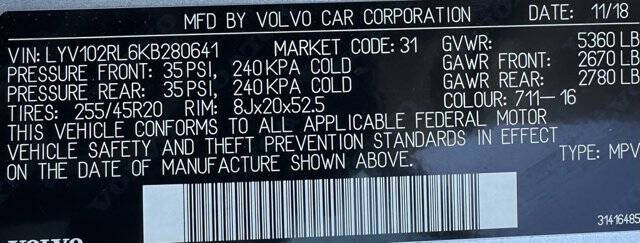 MFD BY VOLVO CAR CORPORATION DATE: 11/18
VIN: LYV102RL6KB280641 MARKET CODE: 31 GVWR: 5360 LB
PRESSURE FRONT: 35 PSI, 240 KPA COLD GAWR FRONT: 2670 LB
PRESSURE REAR: 35 PSI, 240 KPA COLD GAWR REAR: 2780 LB
TIRES: 255/45R20 RIM: 8Jx20x52.5 COLOUR: 711-16
THIS VEHICLE CONFORMS TO ALL APPLICABLE FEDERAL MOTOR
VEHICLE SAFETY AND THEFT PREVENTION STANDARDS IN EFFECT
ON THE DATE OF MANUFACTURE SHOWN ABOVE. TYPE: MPV
31416485
VOLVO